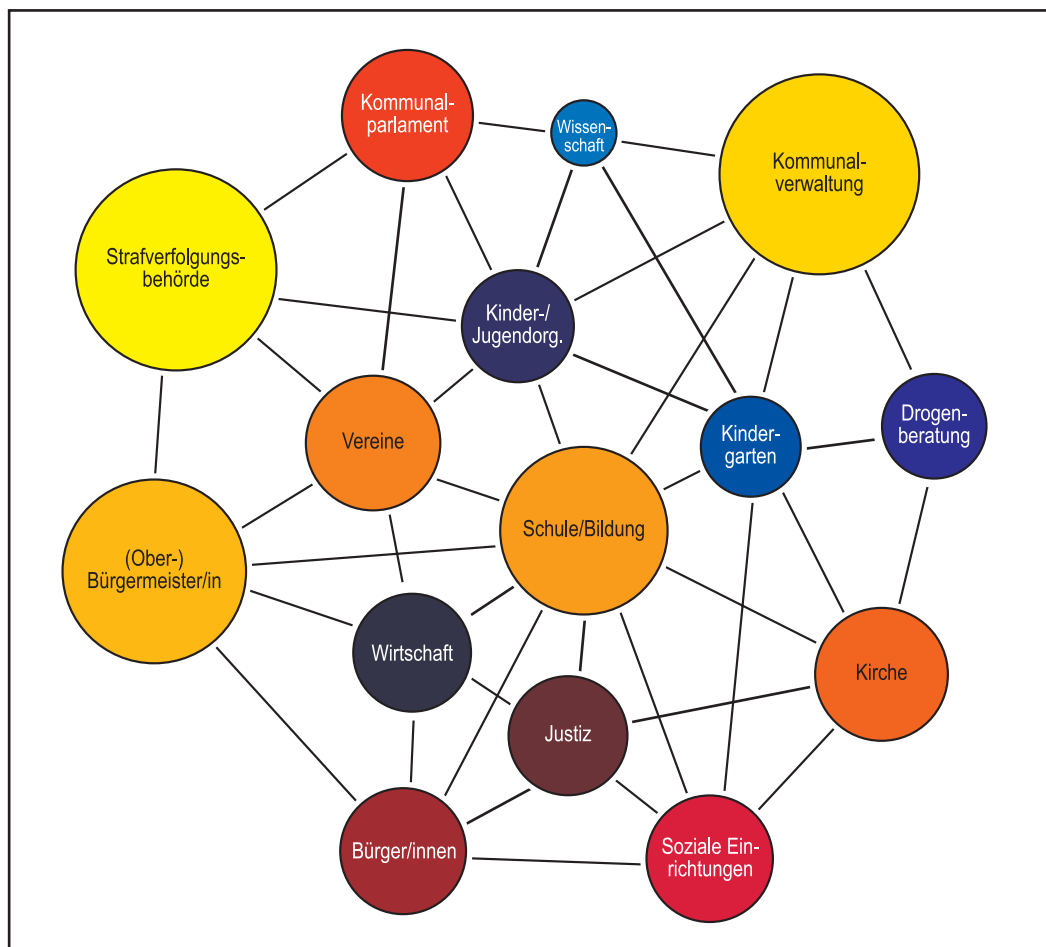 Kommunal-
parlament
Wissen-
schaft
Kommunal-
verwaltung
Strafverfolgungs-
behörde
Kinder-/
Jugendorg.
Vereine
Kinder-
garten
Drogen-
beratung
Schule/Bildung
(Ober-)
Bürgermeister/in
Wirtschaft
Kirche
Justiz
Bürger/innen
Soziale Ein-
richtungen